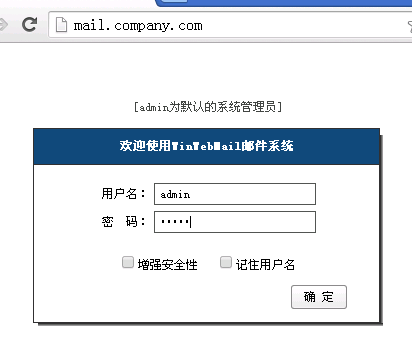 mail.company.com
[admin为默认的系统管理员]
欢迎使用WinWebMail邮件系统
用户名： admin
密 码： •••••
增强安全性 记住用户名
确 定